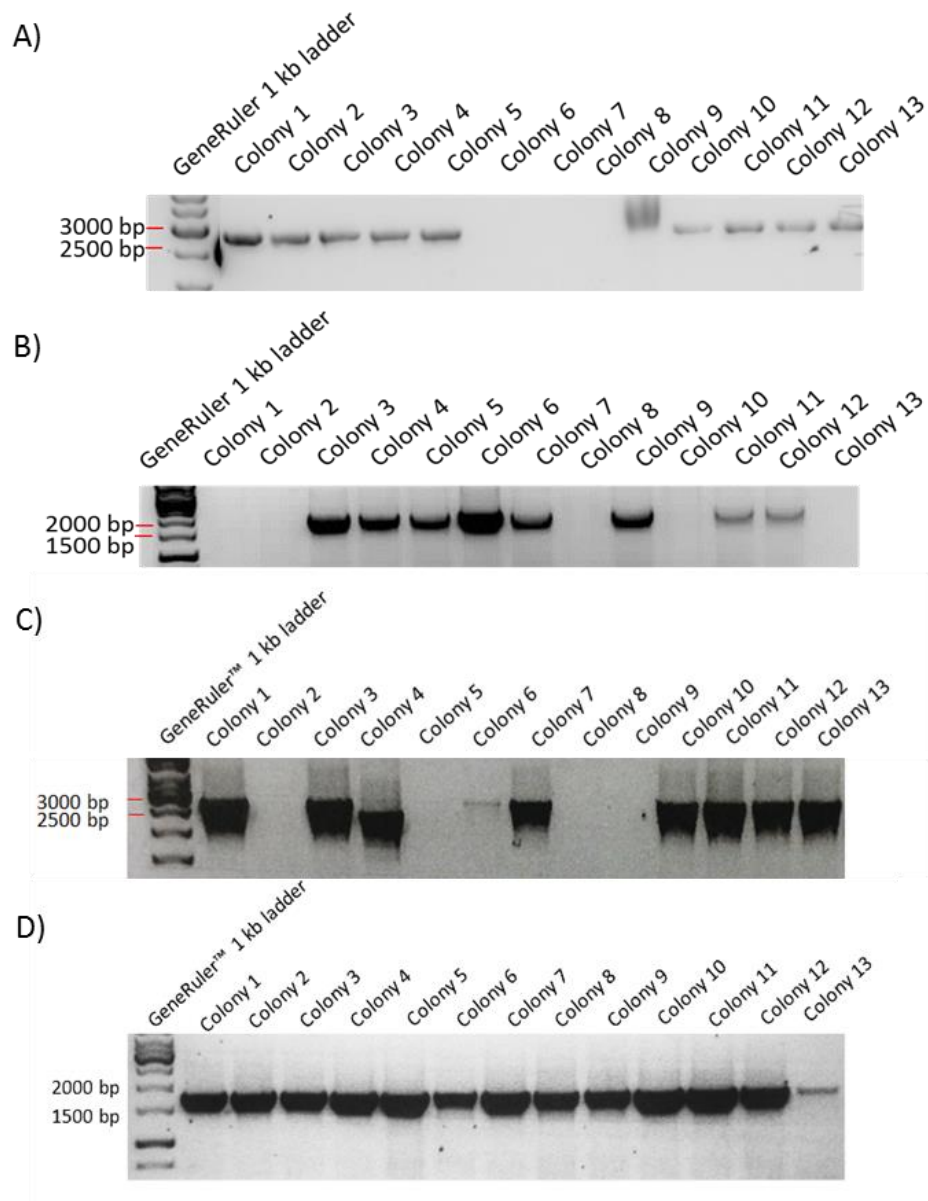 A)
GeneRuler 1 kb ladder
Colony 1
Colony 2
Colony 3
Colony 4
Colony 5
Colony 6
Colony 7
Colony 8
Colony 9
Colony 10
Colony 11
Colony 12
Colony 13
3000 bp
2500 bp
B)
GeneRuler 1 kb ladder
Colony 1
Colony 2
Colony 3
Colony 4
Colony 5
Colony 6
Colony 7
Colony 8
Colony 9
Colony 10
Colony 11
Colony 12
Colony 13
2000 bp
1500 bp
C)
GeneRuler™ 1 kb ladder
Colony 1
Colony 2
Colony 3
Colony 4
Colony 5
Colony 6
Colony 7
Colony 8
Colony 9
Colony 10
Colony 11
Colony 12
Colony 13
3000 bp
2500 bp
D)
GeneRuler™ 1 kb ladder
Colony 1
Colony 2
Colony 3
Colony 4
Colony 5
Colony 6
Colony 7
Colony 8
Colony 9
Colony 10
Colony 11
Colony 12
Colony 13
2000 bp
1500 bp